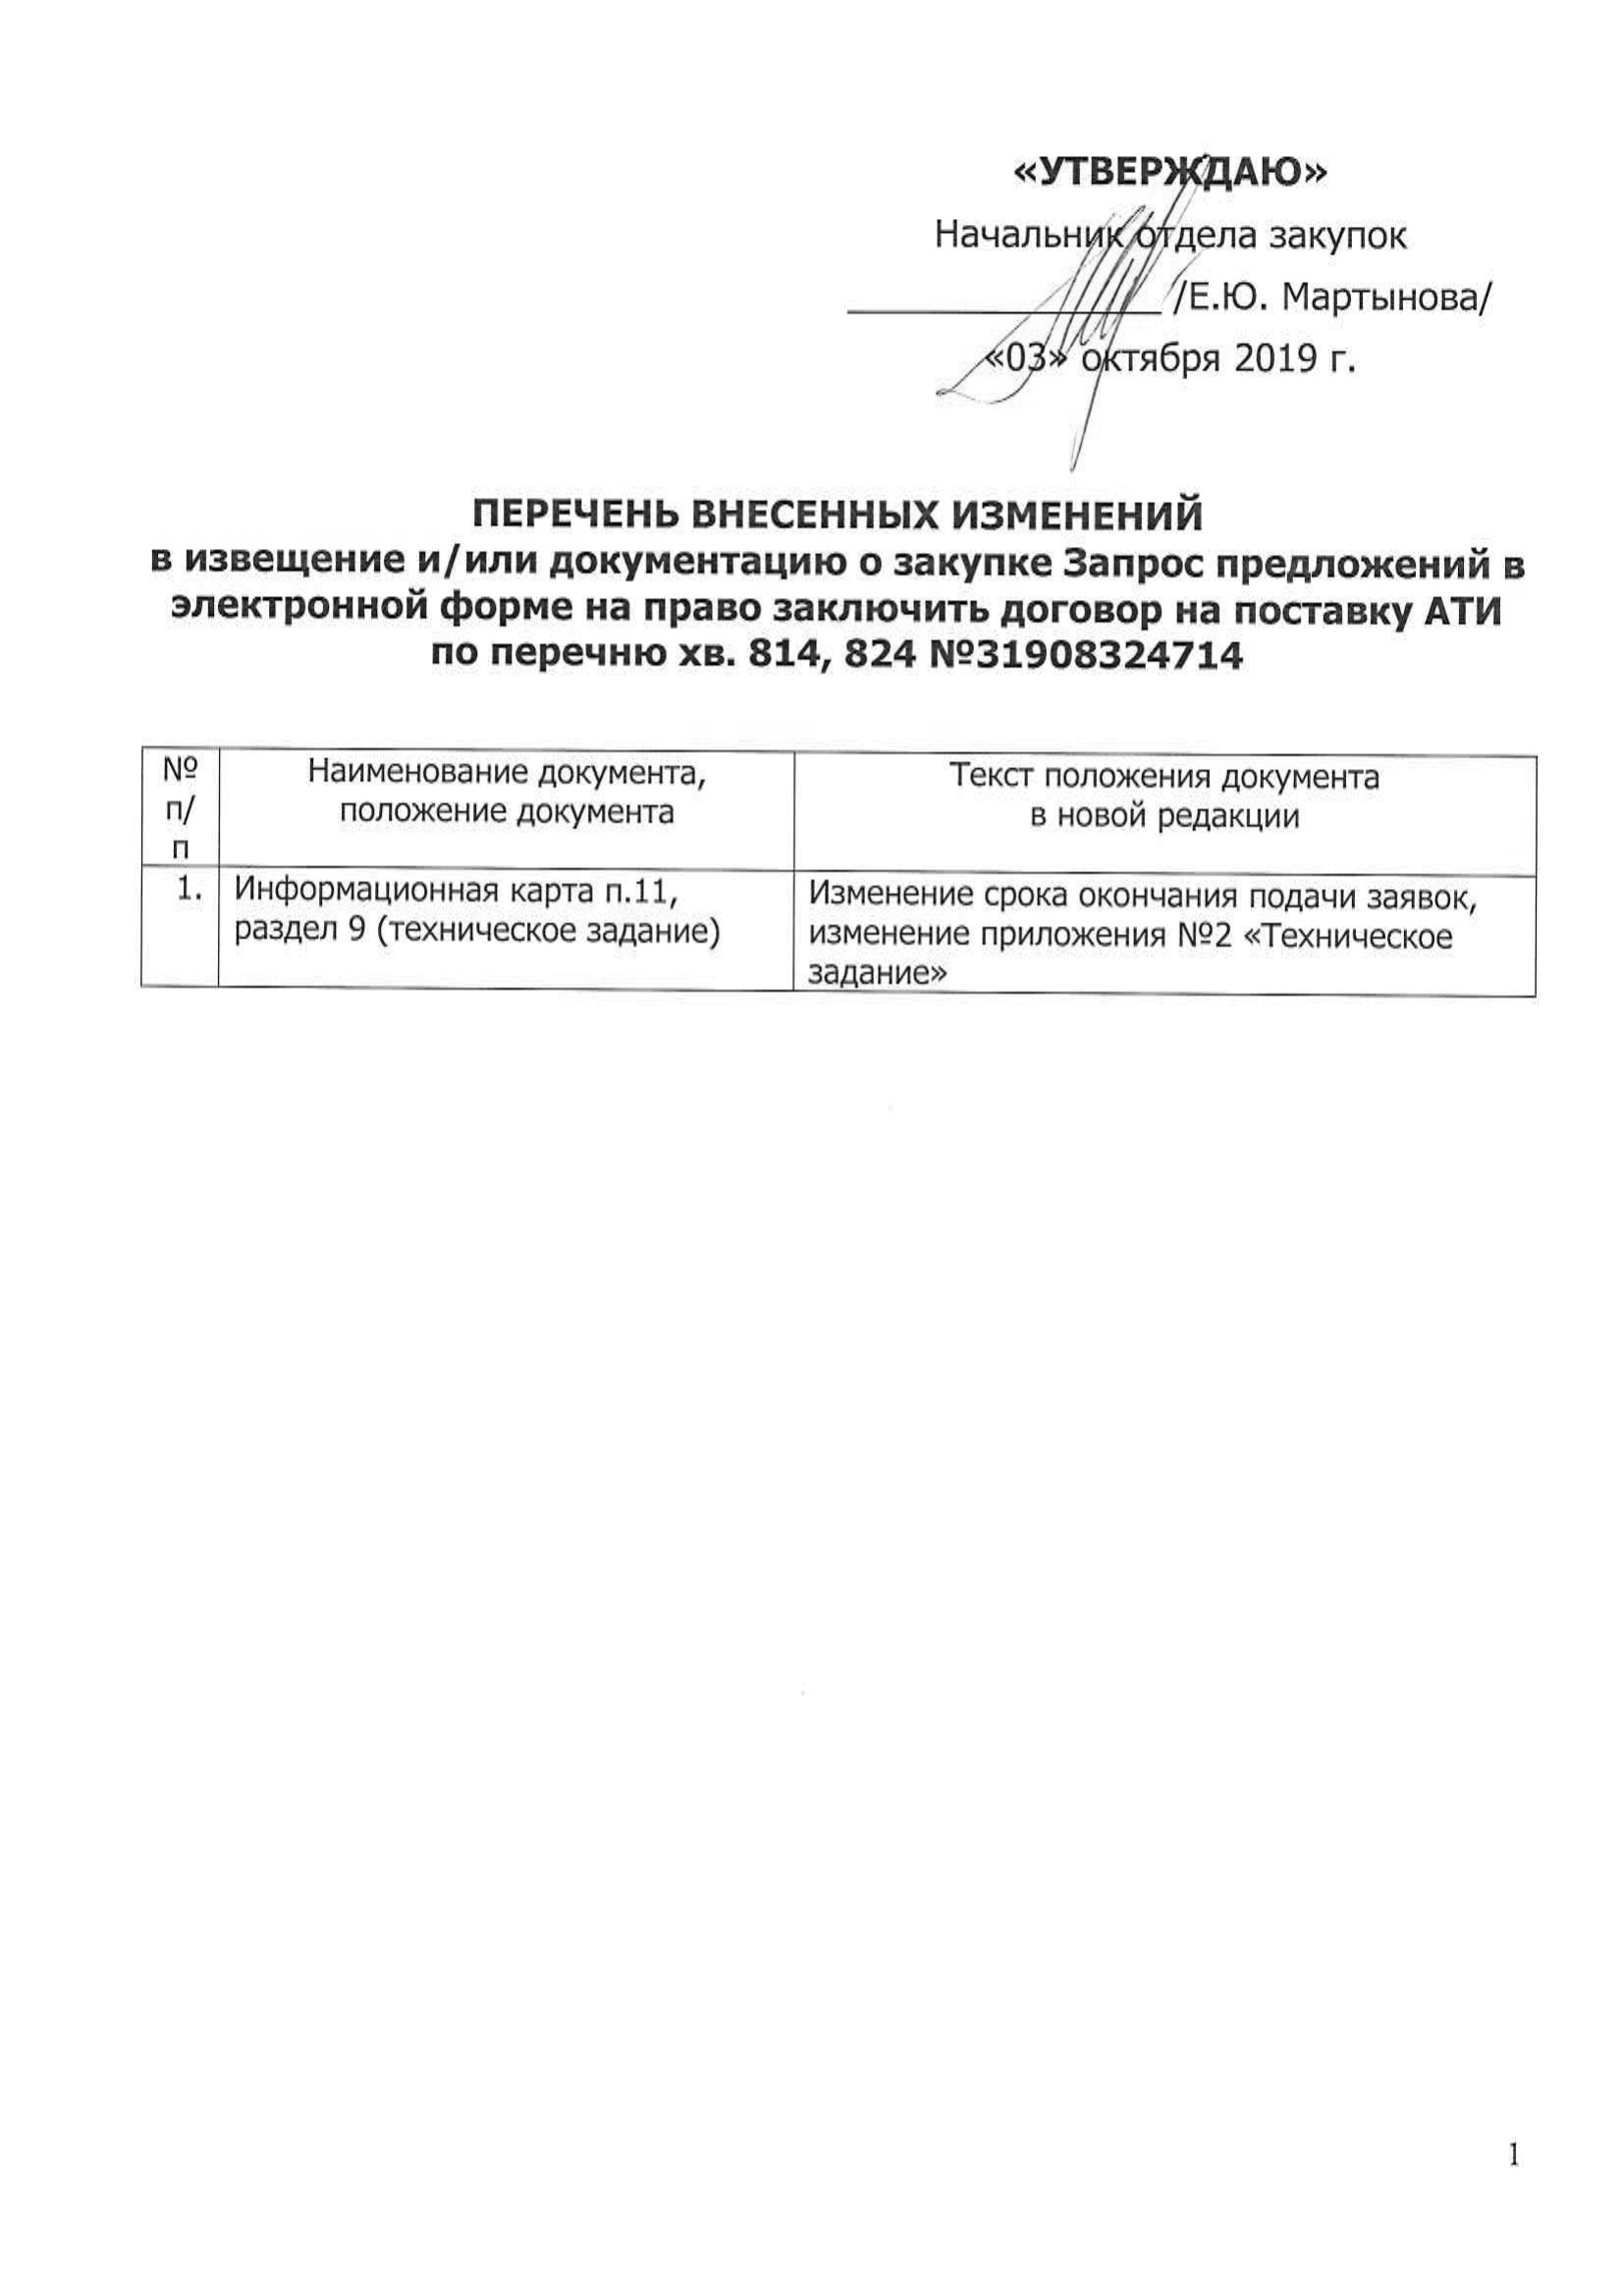 «УТВЕРЖДАЮ»
Начальник отдела закупок
/Е.Ю. Мартынова/
«03» октября 2019 г.
ПЕРЕЧЕНЬ ВНЕСЕННЫХ ИЗМЕНЕНИЙ
в извещение и/или документацию о закупке Запрос предложений в
электронной форме на право заключить договор на поставку АТИ
по перечню хв. 814, 824 №31908324714
№
п/
п
Наименование документа,
положение документа
Текст положения документа
в новой редакции
1.
Информационная карта п.11,
раздел 9 (техническое задание)
Изменение срока окончания подачи заявок,
изменение приложения №2 «Техническое
задание»
1